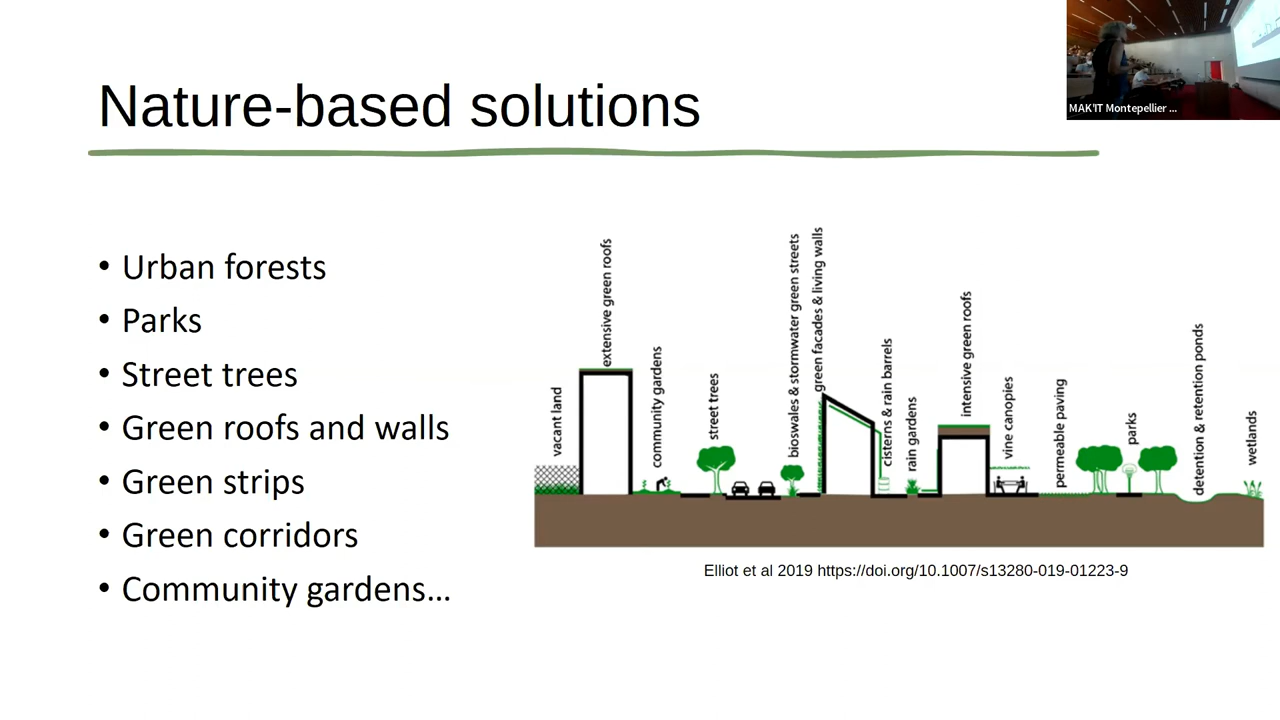 MAK'IT Montepellier ...
Nature-based solutions
• Urban forests
• Parks
• Street trees
• Green roofs and walls
• Green strips
• Green corridors
• Community gardens...
vacant land
extensive green roofs
community gardens
street trees
bioswales & stormwater green streets
green facades & living walls
cisterns & rain barrels
rain gardens
intensive green roofs
vine canopies
permeable paving
parks
detention & retention ponds
wetlands
Elliot et al 2019 https://doi.org/10.1007/s13280-019-01223-9